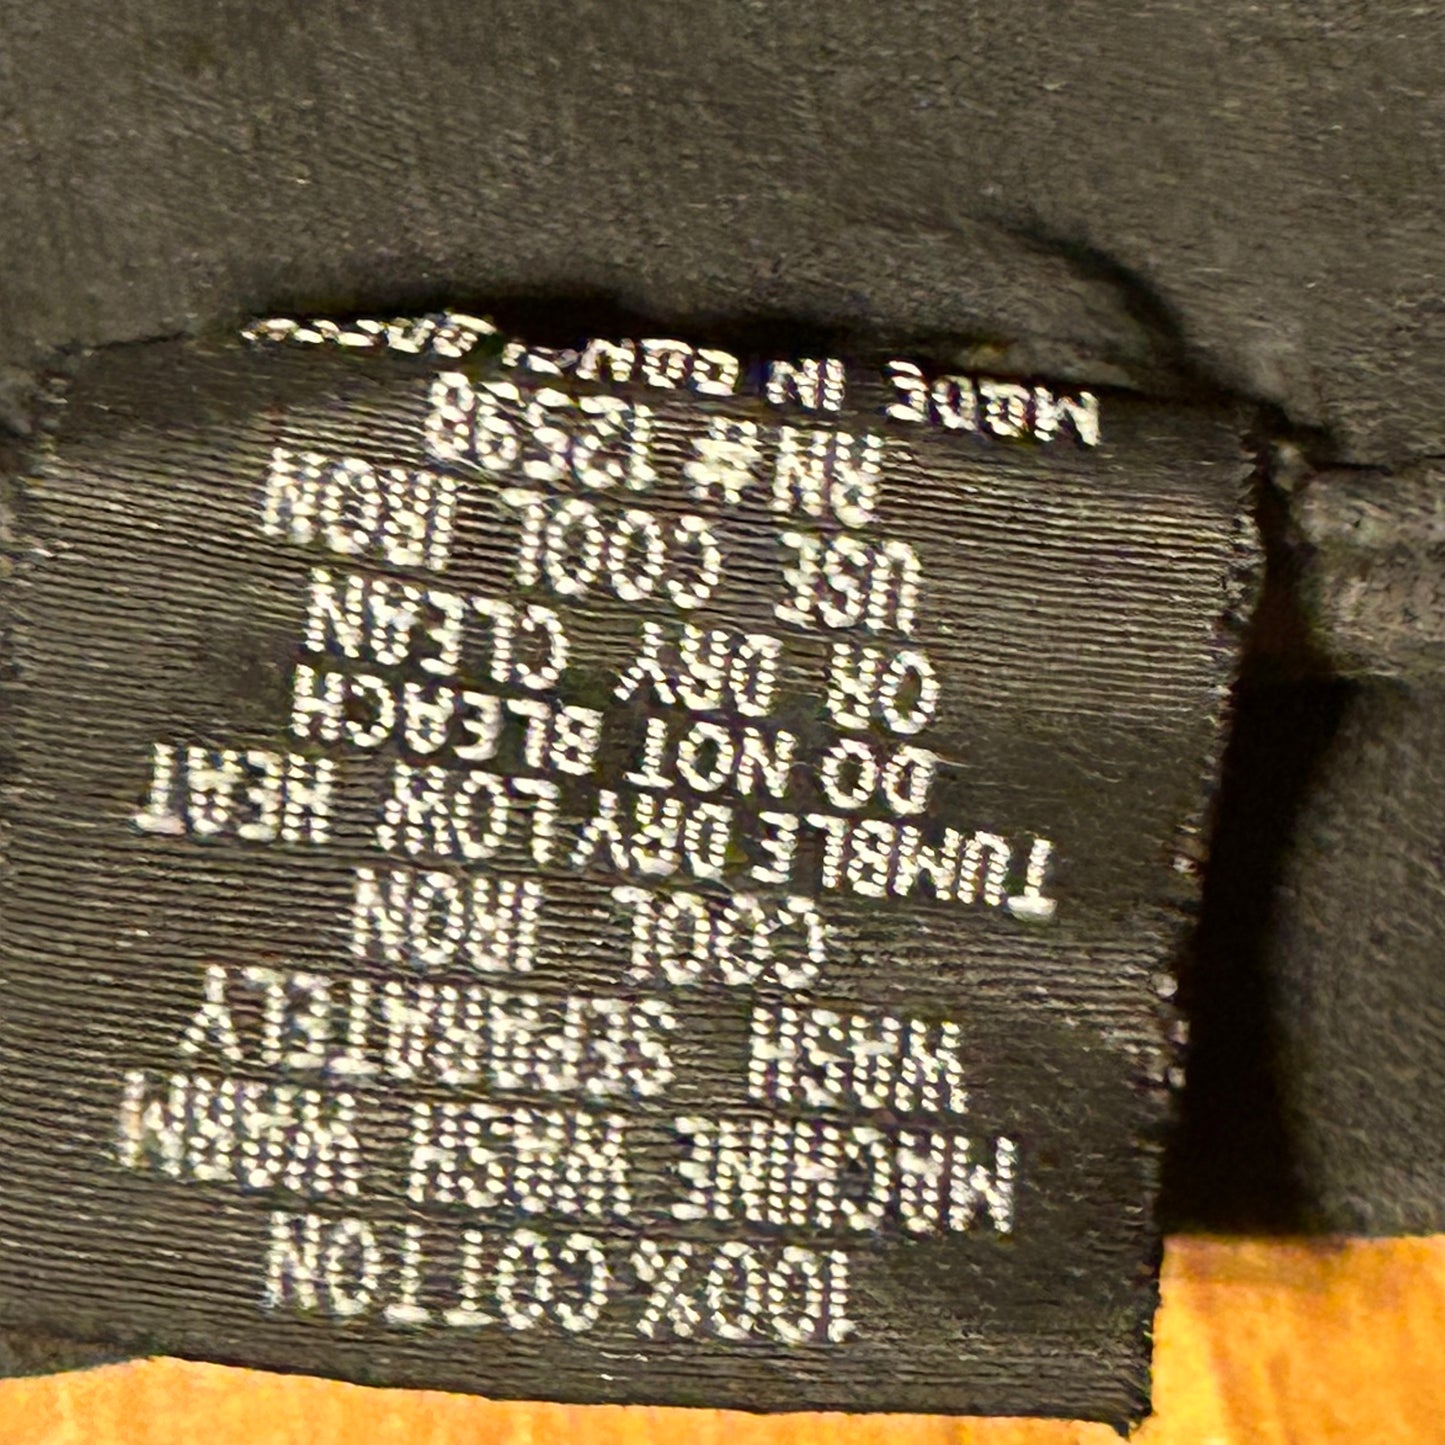 100% COTTON
MACHINE WASH WARM
WASH SEPARATELY
COOL IRON
TUMBLE DRY LOW HEAT
DO NOT BLEACH
OR DRY CLEAN
USE COOL IRON
RN # 12598
MADE IN